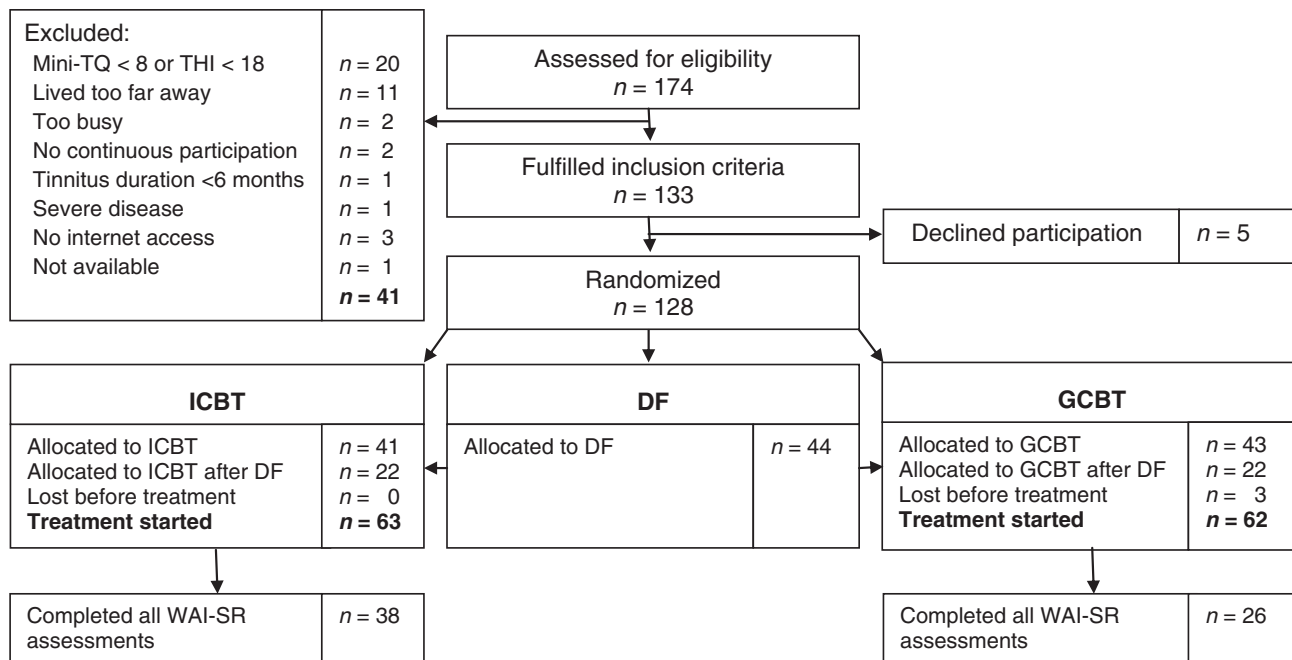 Excluded:
Mini-TQ < 8 or THI < 18 n = 20
Lived too far away n = 11
Too busy n = 2
No continuous participation n = 2
Tinnitus duration <6 months n = 1
Severe disease n = 1
No internet access n = 3
Not available n = 1
n = 41
Assessed for eligibility
n = 174
Fulfilled inclusion criteria
n = 133
Declined participation n = 5
Randomized
n = 128
ICBT
Allocated to ICBT n = 41
Allocated to ICBT after DF n = 22
Lost before treatment n = 0
Treatment started n = 63
DF
Allocated to DF n = 44
GCBT
Allocated to GCBT n = 43
Allocated to GCBT after DF n = 22
Lost before treatment n = 3
Treatment started n = 62
Completed all WAI-SR n = 38
assessments
Completed all WAI-SR n = 26
assessments